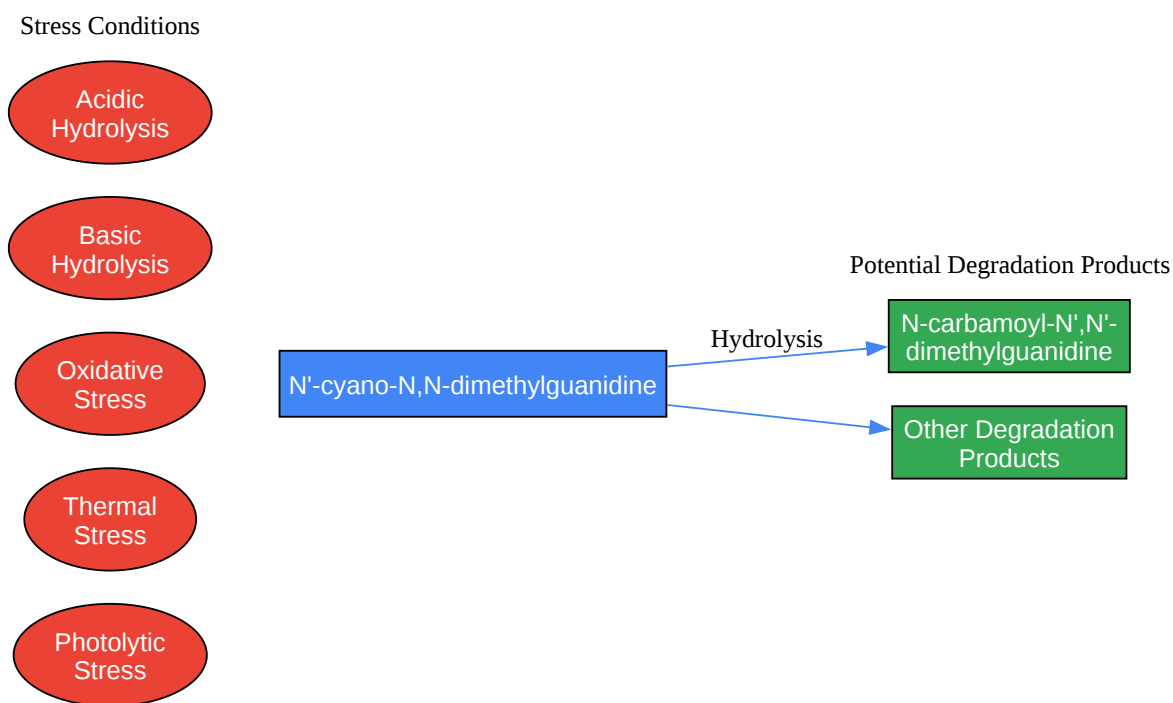 Stress Conditions
Acidic
Hydrolysis
Basic
Hydrolysis
Oxidative
Stress
Thermal
Stress
Photolytic
Stress
N'-cyano-N,N-dimethylguanidine
Hydrolysis
Potential Degradation Products
N-carbamoyl-N',N'-
dimethylguanidine
Other Degradation
Products